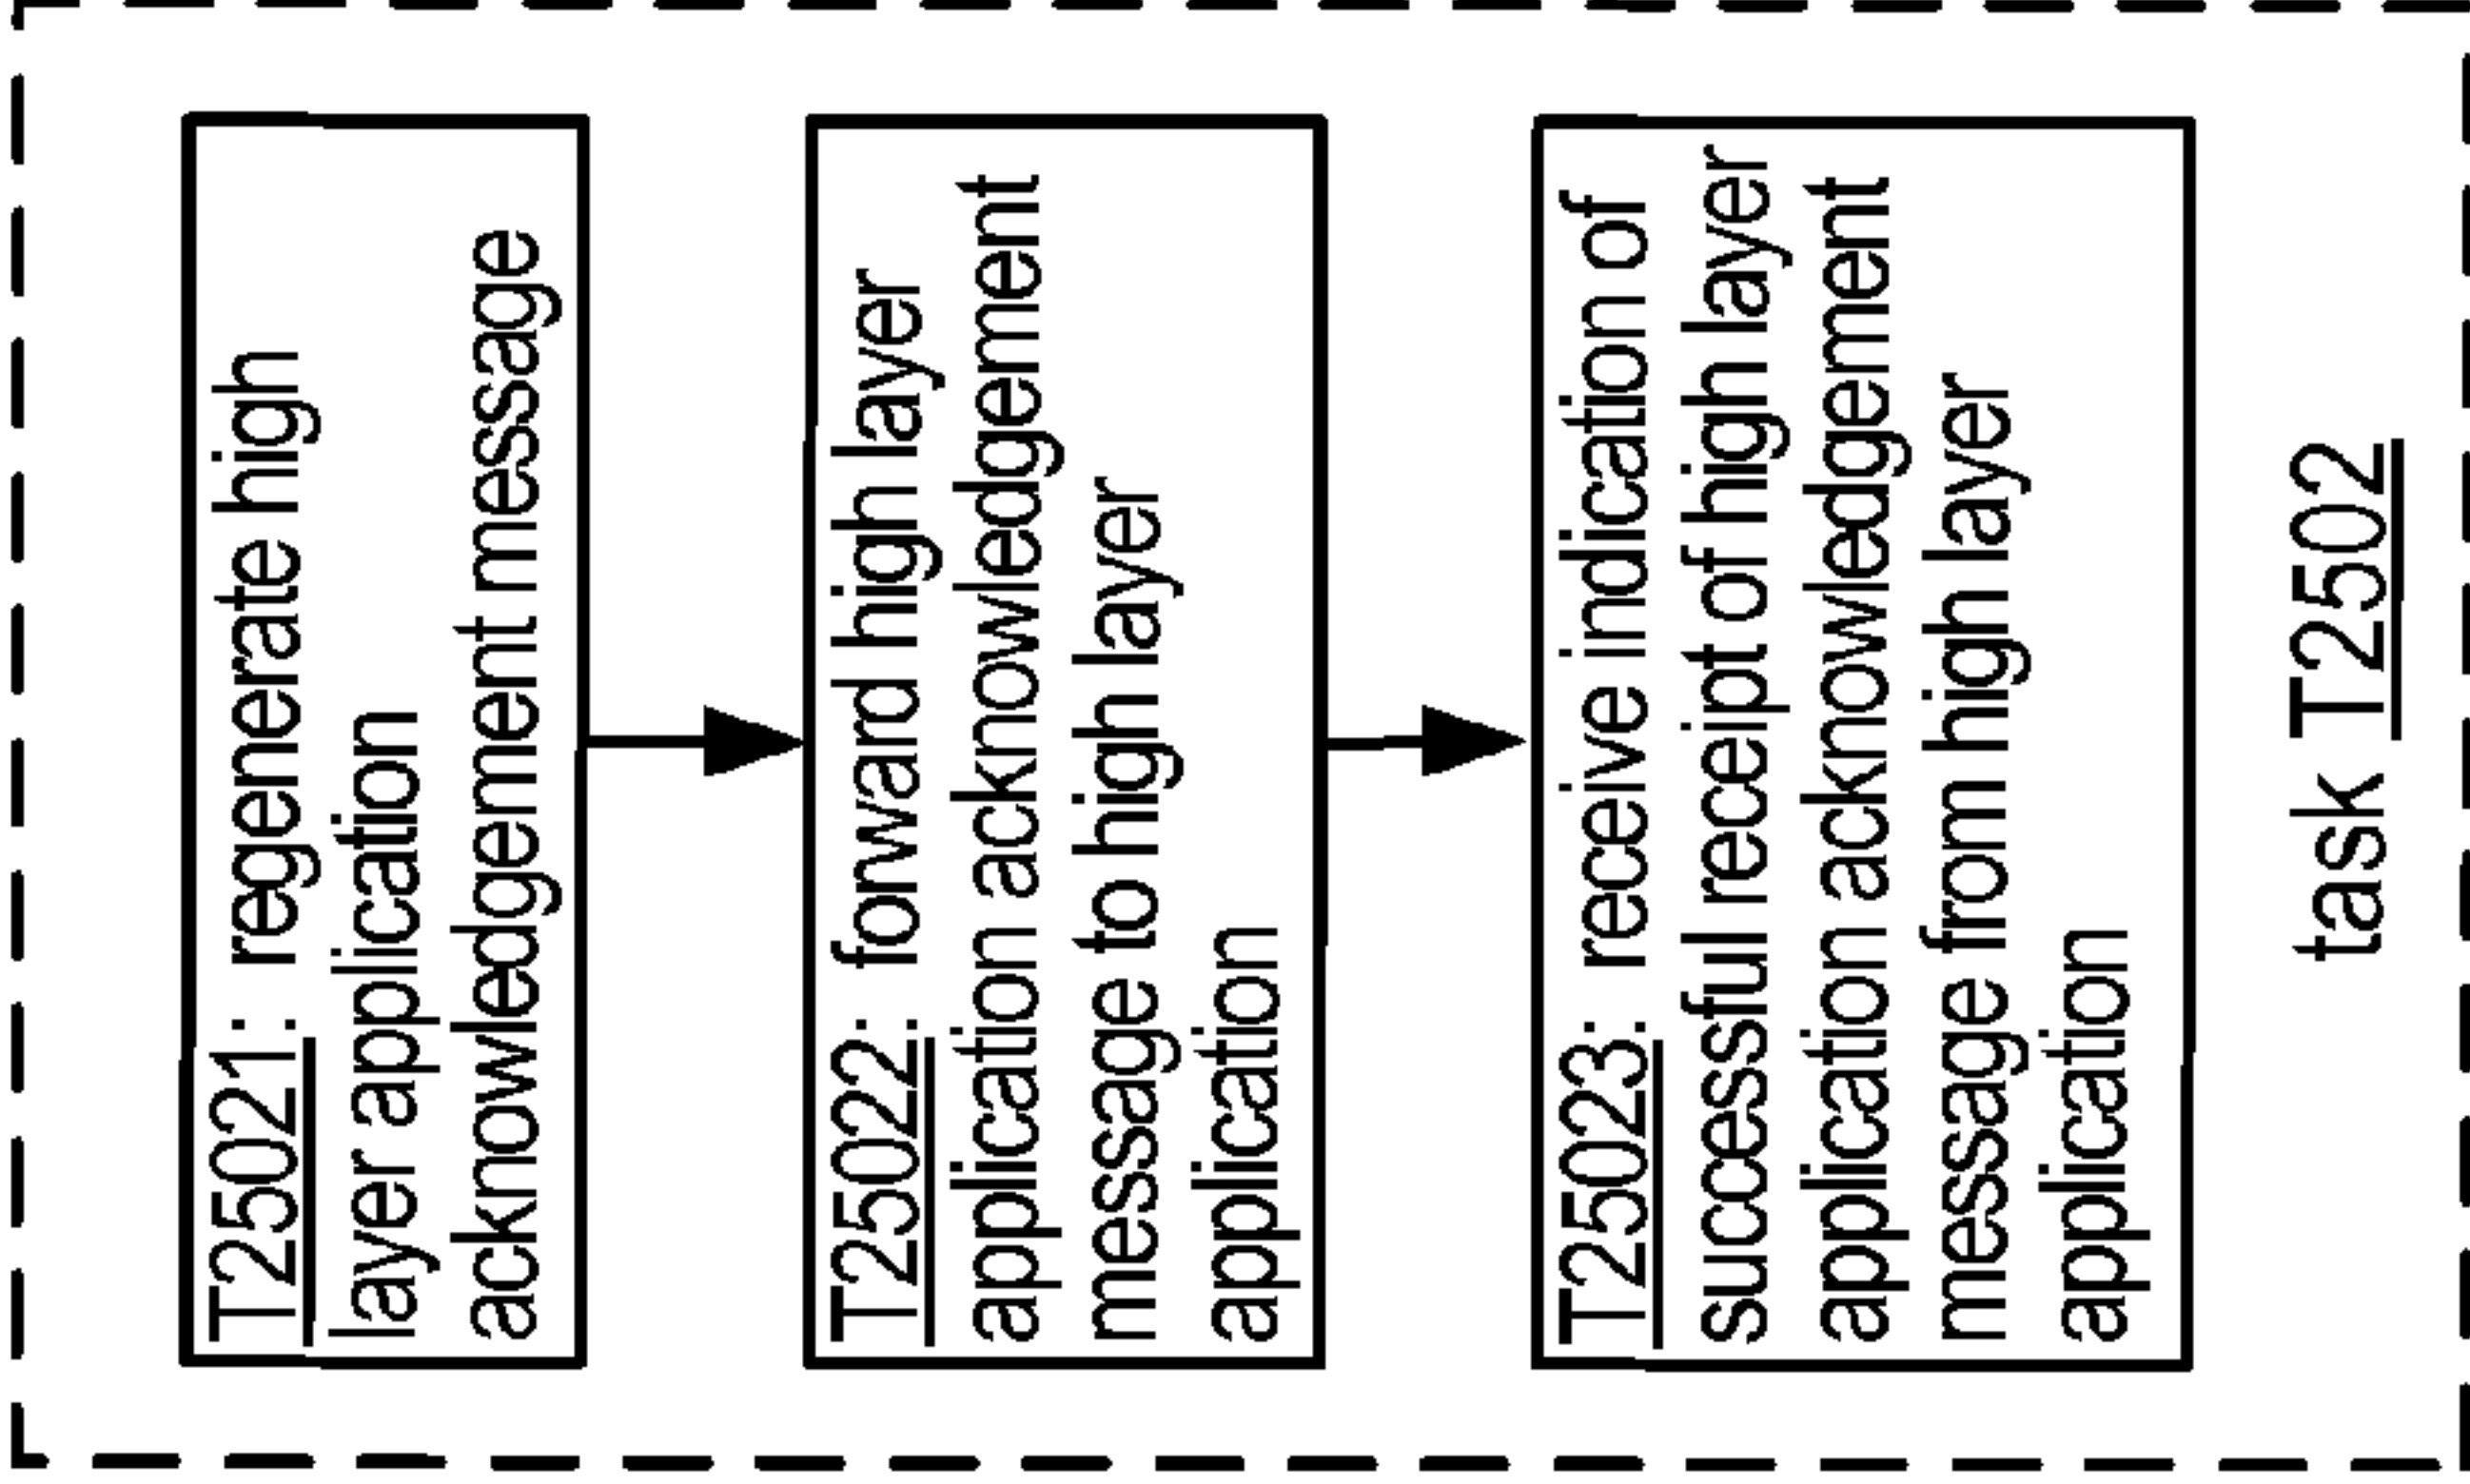 T25021: regenerate high
layer application
acknowledgement message
T25022: forward high layer
application acknowledgement
message to high layer
application
T25023: receive indication of
successful receipt of high layer
application acknowledgement
message from high layer
application
task T2502